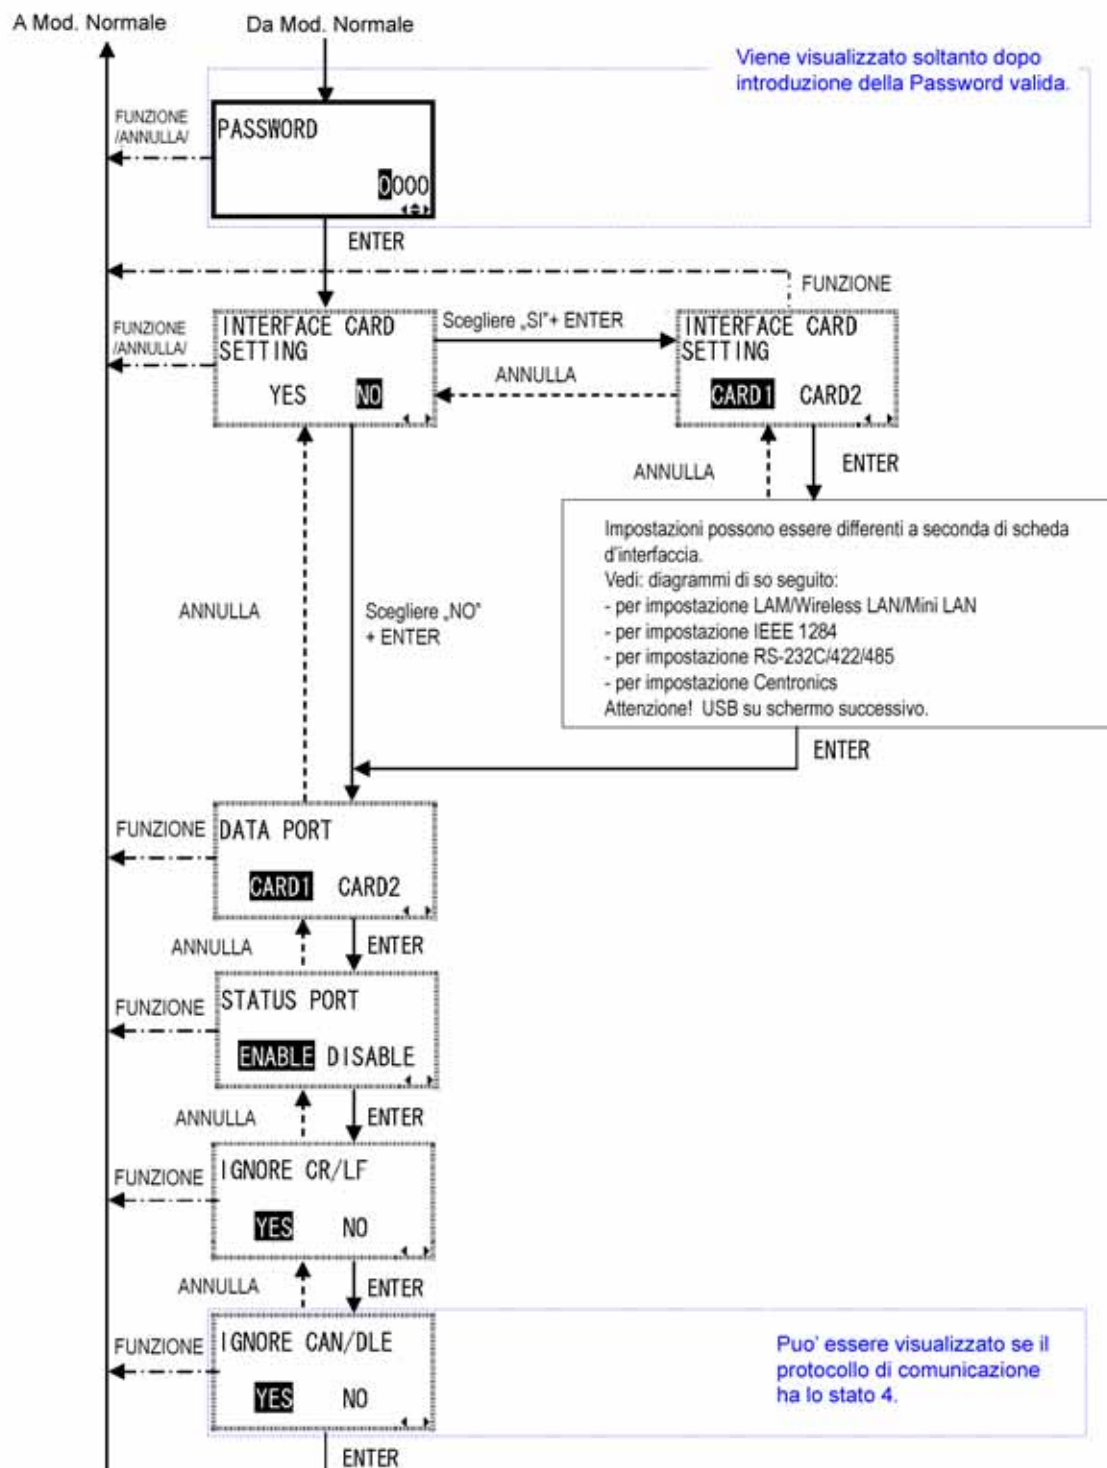 A Mod. Normale
Da Mod. Normale
Viene visualizzato soltanto dopo
introduzione della Password valida.
FUNZIONE
/ANNULLA/
PASSWORD
0000
ENTER
FUNZIONE
FUNZIONE
/ANNULLA/
INTERFACE CARD
SETTING
YES NO
Scegliere „SI”+ ENTER
ANNULLA
INTERFACE CARD
SETTING
CARD1 CARD2
ANNULLA
ENTER
Impostazioni possono essere differenti a seconda di scheda
d'interfaccia.
Vedi: diagrammi di so seguito:
- per impostazione LAM/Wireless LAN/Mini LAN
- per impostazione IEEE 1284
- per impostazione RS-232C/422/485
- per impostazione Centronics
Attenzione! USB su schermo successivo.
ANNULLA
Scegliere „NO”
+ ENTER
ENTER
FUNZIONE
DATA PORT
CARD1 CARD2
ANNULLA
ENTER
FUNZIONE
STATUS PORT
ENABLE DISABLE
ANNULLA
ENTER
FUNZIONE
IGNORE CR/LF
YES NO
ANNULLA
ENTER
FUNZIONE
IGNORE CAN/DLE
YES NO
Puo' essere visualizzato se il
protocollo di comunicazione
ha lo stato 4.
ENTER